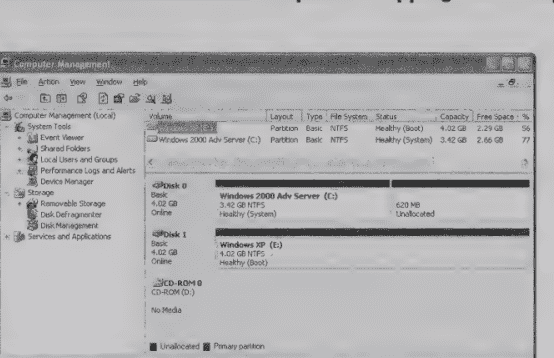 Computer Management
File Action View Window Help
Computer Management (Local)
System Tools
Event Viewer
Shared Folders
Local Users and Groups
Performance Logs and Alerts
Device Manager
Storage
Removable Storage
Disk Defragmenter
Disk Management
Services and Applications
Volume Layout Type File System Status Capacity Free Space %
Partition Basic NTFS Healthy (Boot) 4.02 GB 2.29 GB 56
Windows 2000 Adv Server (C:) Partition Basic NTFS Healthy (System) 3.42 GB 2.66 GB 77
Disk 0
Basic
4.02 GB
Online
Windows 2000 Adv Server (C:)
3.42 GB NTFS
Healthy (System)
620 MB
Unallocated
Disk 1
Basic
4.02 GB
Online
Windows XP (E:)
4.02 GB NTFS
Healthy (Boot)
CD-ROM 0
CD-ROM (D:)
No Media
Unallocated Primary partition